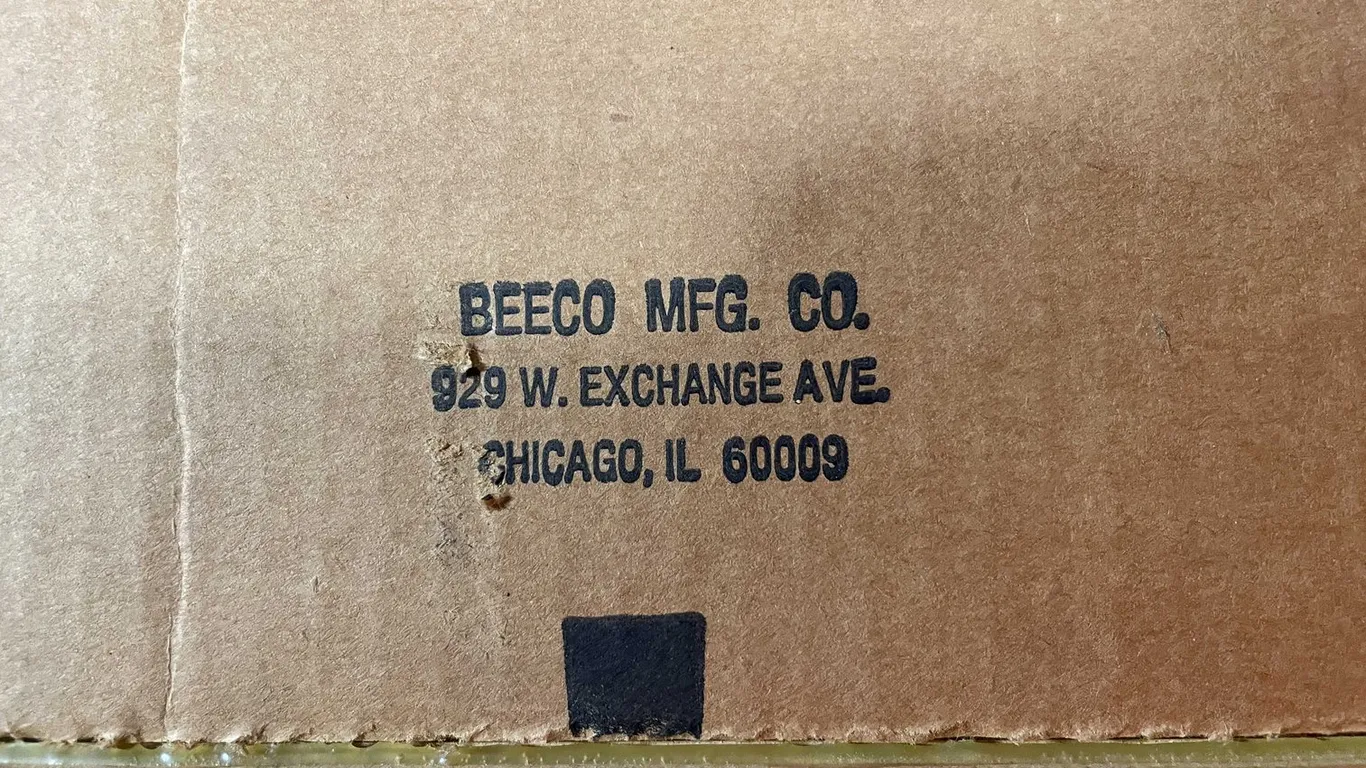 BEECO MFG. CO.
929 W. EXCHANGE AVE.
CHICAGO, IL 60009